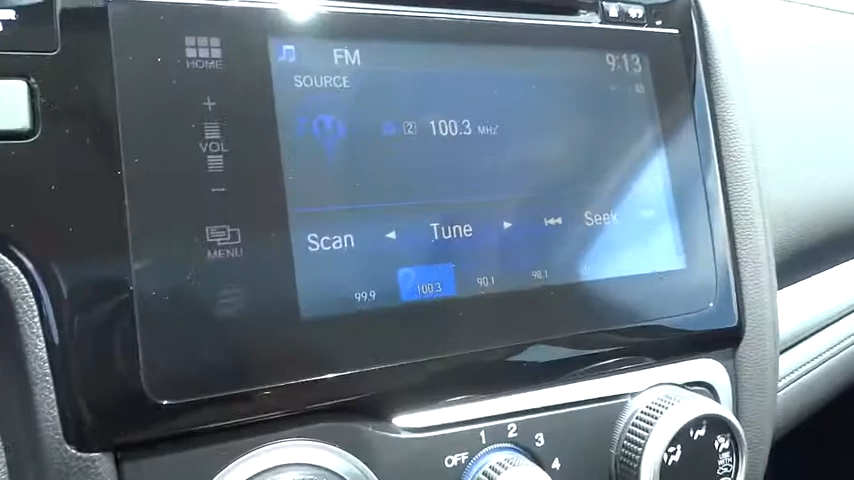 HOME
FM
9:13
SOURCE
+
VOL
−
2 100.3 MHz
MENU
Scan ◄ Tune ► ⏮ Seek
99.9 100.3 90.1 98.1
OFF 1 2 3 4